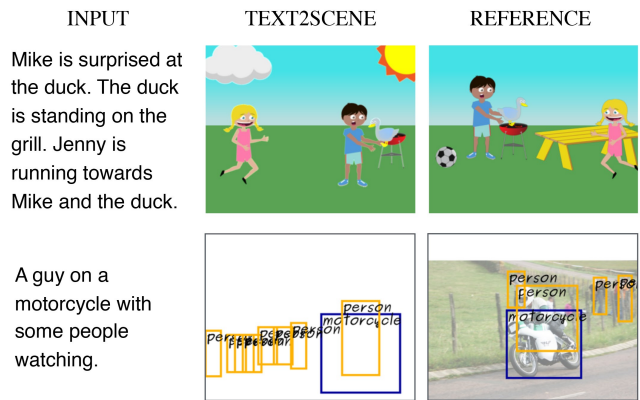 INPUT
TEXT2SCENE
REFERENCE
Mike is surprised at
the duck. The duck
is standing on the
grill. Jenny is
running towards
Mike and the duck.
A guy on a
motorcycle with
some people
watching.
person
motorcycle
person
person
person
motorcycle